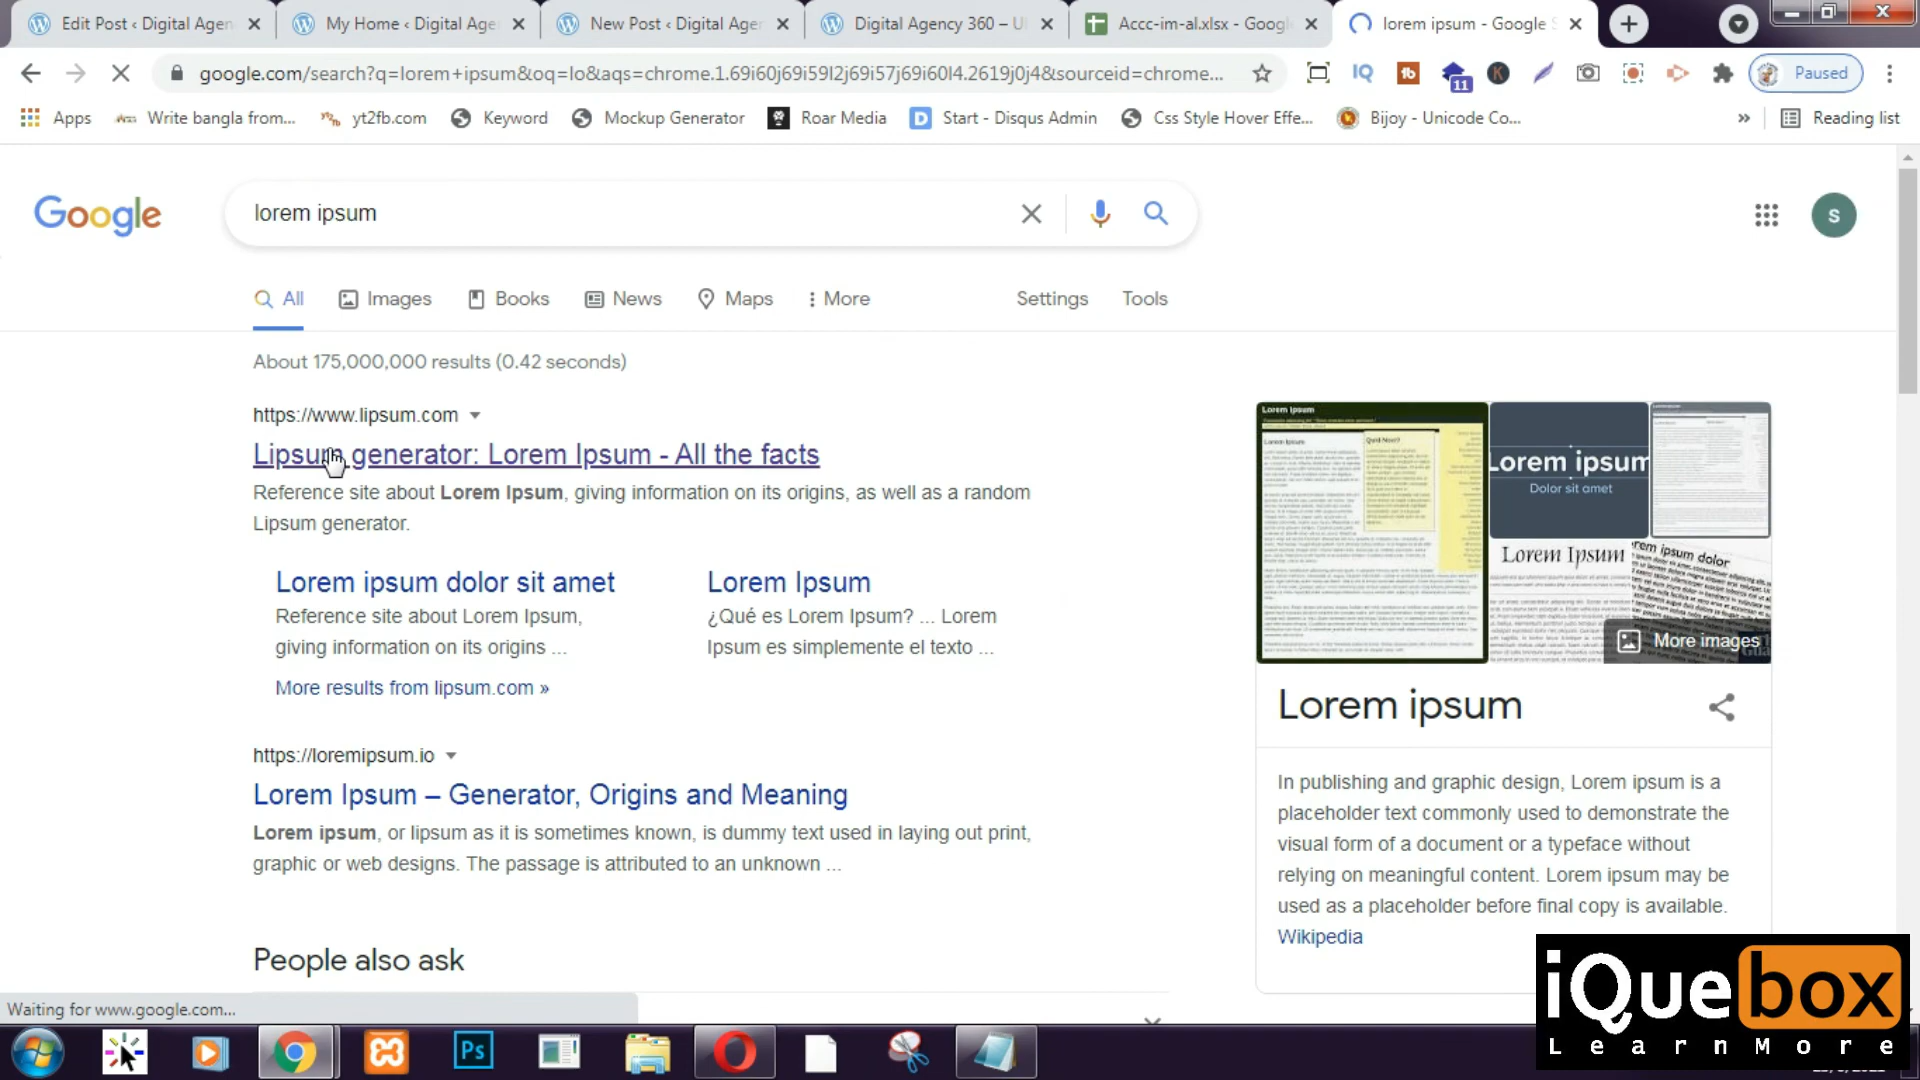 Edit Post ‹ Digital Agen
My Home ‹ Digital Age
New Post ‹ Digital Ager
Digital Agency 360 – U
Accc-im-al.xlsx - Googl
lorem ipsum - Google S
google.com/search?q=lorem+ipsum&oq=lo&aqs=chrome.1.69i60j69i59l2j69i57j69i60l4.2619j0j4&sourceid=chrome...
IQ
11
K
Paused
Apps
Write bangla from...
yt2fb.com
Keyword
Mockup Generator
Roar Media
Start - Disqus Admin
Css Style Hover Effe...
Bijoy - Unicode Co...
»
Reading list
Google
lorem ipsum
S
All
Images
Books
News
Maps
More
Settings
Tools
About 175,000,000 results (0.42 seconds)
https://www.lipsum.com
Lipsum generator: Lorem Ipsum - All the facts
Reference site about Lorem Ipsum, giving information on its origins, as well as a random
Lipsum generator.
Lorem ipsum dolor sit amet
Reference site about Lorem Ipsum,
giving information on its origins ...
Lorem Ipsum
¿Qué es Lorem Ipsum? ... Lorem
Ipsum es simplemente el texto ...
More results from lipsum.com »
https://loremipsum.io
Lorem Ipsum – Generator, Origins and Meaning
Lorem ipsum, or lipsum as it is sometimes known, is dummy text used in laying out print,
graphic or web designs. The passage is attributed to an unknown ...
People also ask
Lorem Ipsum
Lorem ipsum
Dolor sit amet
Lorem Ipsum
rem ipsum dolor
More images
Lorem ipsum
In publishing and graphic design, Lorem ipsum is a
placeholder text commonly used to demonstrate the
visual form of a document or a typeface without
relying on meaningful content. Lorem ipsum may be
used as a placeholder before final copy is available.
Wikipedia
Waiting for www.google.com...
Ps
iQuebox
LearnMore